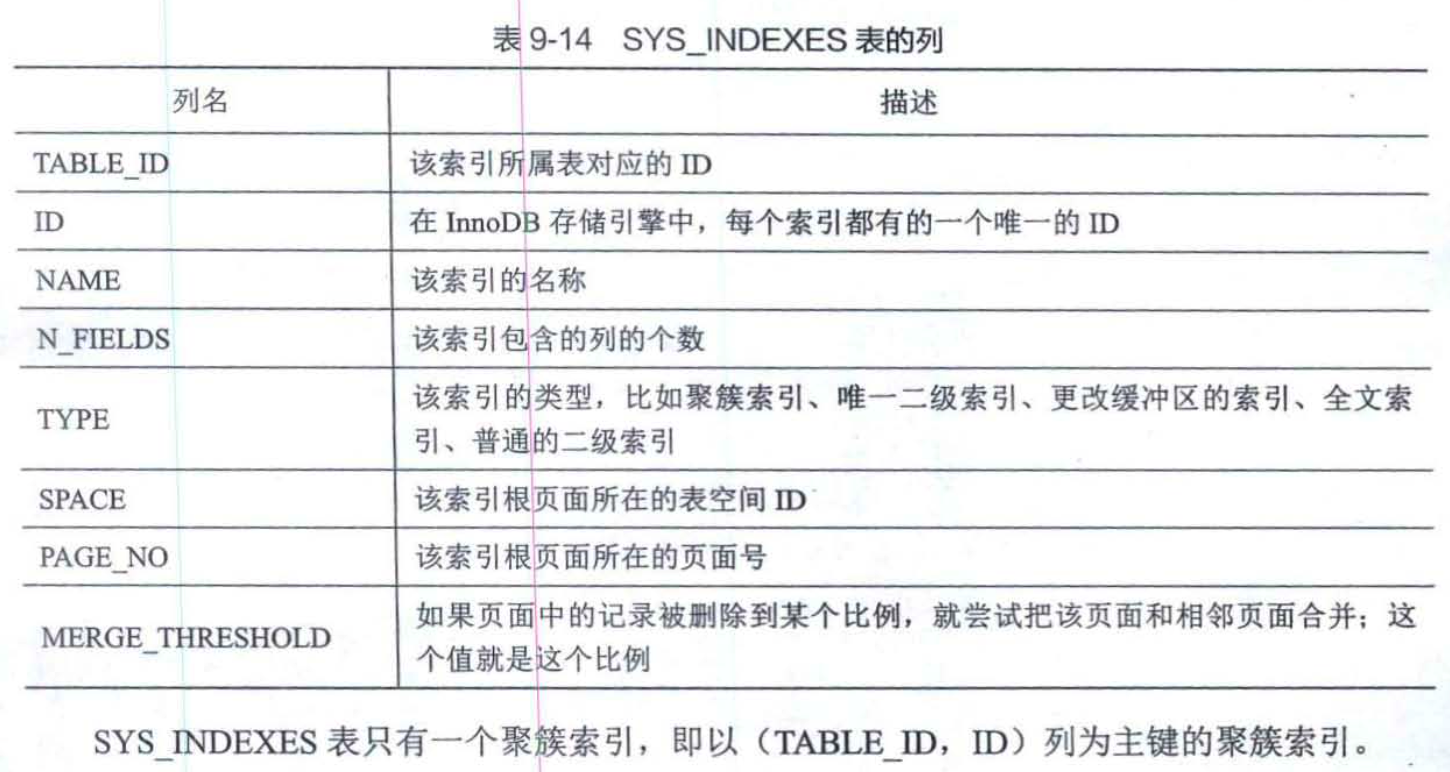 表 9-14 SYS_INDEXES 表的列
列名 描述
TABLE_ID 该索引所属表对应的 ID
ID 在 InnoDB 存储引擎中，每个索引都有的一个唯一的 ID
NAME 该索引的名称
N_FIELDS 该索引包含的列的个数
TYPE 该索引的类型，比如聚簇索引、唯一二级索引、更改缓冲区的索引、全文索
引、普通的二级索引
SPACE 该索引根页面所在的表空间 ID
PAGE_NO 该索引根页面所在的页面号
MERGE_THRESHOLD 如果页面中的记录被删除到某个比例，就尝试把该页面和相邻页面合并；这
个值就是这个比例
SYS_INDEXES 表只有一个聚簇索引，即以（TABLE_ID，ID）列为主键的聚簇索引。